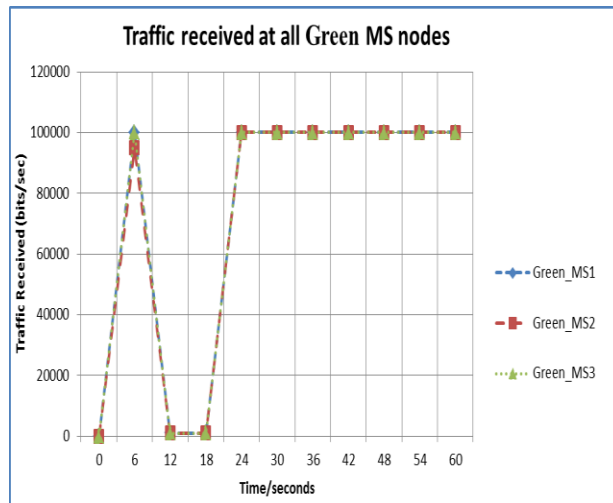 Traffic received at all Green MS nodes
120000
100000
80000
60000
40000
20000
0
Traffic Received (bits/sec)
0 6 12 18 24 30 36 42 48 54 60
Time/seconds
Green_MS1
Green_MS2
Green_MS3